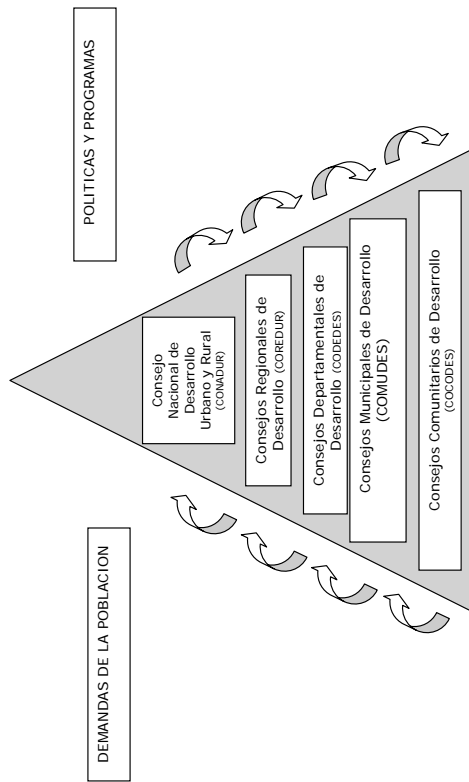 DEMANDAS DE LA POBLACION
POLITICAS Y PROGRAMAS
Consejo
Nacional de
Desarrollo
Urbano y Rural
(CONADUR)
Consejos Regionales de
Desarrollo (COREDUR)
Consejos Departamentales de
Desarrollo (CODEDES)
Consejos Municipales de Desarrollo
(COMUDES)
Consejos Comunitarios de Desarrollo
(COCODES)